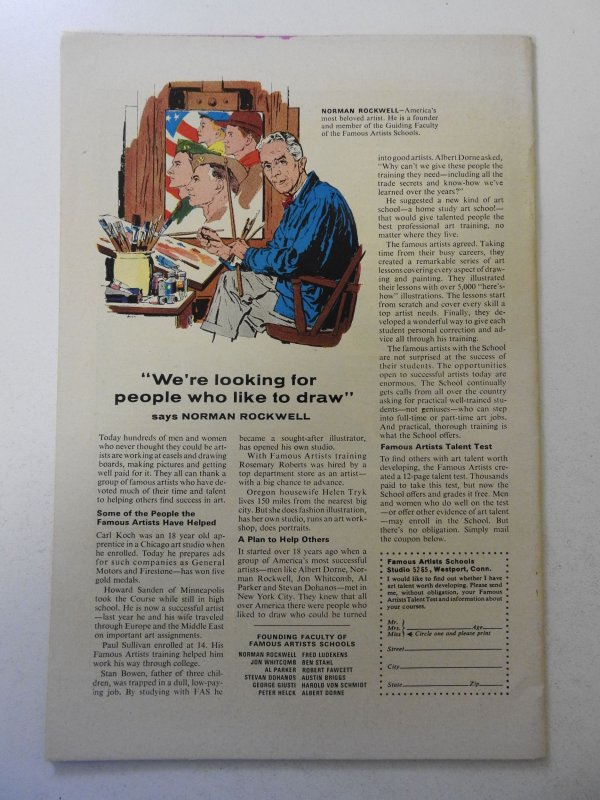 NORMAN ROCKWELL—America's
most beloved artist. He is a founder
and member of the Guiding Faculty
of the Famous Artists Schools.
"We're looking for
people who like to draw"
says NORMAN ROCKWELL
Today hundreds of men and women
who never thought they could be art-
ists are working at easels and drawing
boards, making pictures and getting
well paid for it. They all can thank a
group of famous artists who have de-
voted much of their time and talent
to helping others find success in art.
Some of the People the
Famous Artists Have Helped
Carl Koch was an 18 year old ap-
prentice in a Chicago art studio when
he enrolled. Today he prepares ads
for such companies as General
Motors and Firestone—has won five
gold medals.
Howard Sanden of Minneapolis
took the Course while still in high
school. He is now a successful artist
—last year he and his wife traveled
through Europe and the Middle East
on important art assignments.
Paul Sullivan enrolled at 14. His
Famous Artists training helped him
work his way through college.
Stan Bowen, father of three chil-
dren, was trapped in a dull, low-pay-
ing job. By studying with FAS he
became a sought-after illustrator,
has opened his own studio.
With Famous Artists training
Rosemary Roberts was hired by a
top department store as an artist—
with a big chance to advance.
Oregon housewife Helen Tryk
lives 150 miles from the nearest big
city. But she does fashion illustration,
has her own studio, runs an art work-
shop, does portraits.
A Plan to Help Others
It started over 18 years ago when a
group of America's most successful
artists—men like Albert Dorne, Nor-
man Rockwell, Jon Whitcomb, Al
Parker and Stevan Dohanos—met in
New York City. They knew that all
over America there were people who
liked to draw who could be turned
into good artists. Albert Dorne asked,
"Why can't we give these people the
training they need—including all the
trade secrets and know-how we've
learned over the years?"
He suggested a new kind of art
school—a home study art school—
that would give talented people the
best professional art training, no
matter where they live.
The famous artists agreed. Taking
time from their busy careers, they
created a remarkable series of art
lessons covering every aspect of draw-
ing and painting. They illustrated
their lessons with over 5,000 "here's-
how" illustrations. The lessons start
from scratch and cover every skill a
top artist needs. Finally, they de-
veloped a wonderful way to give each
student personal correction and ad-
vice all through his training.
The famous artists with the School
are not surprised at the success of
their students. The opportunities
open to successful artists today are
enormous. The School continually
gets calls from all over the country
asking for practical well-trained stu-
dents—not geniuses—who can step
into full-time or part-time art jobs.
And practical, thorough training is
what the School offers.
Famous Artists Talent Test
To find others with art talent worth
developing, the Famous Artists cre-
ated a 12-page talent test. Thousands
paid to take this test, but now the
School offers and grades it free. Men
and women who do well on the test
—or offer other evidence of art talent
—may enroll in the School. But
there's no obligation. Simply mail
the coupon below.
FOUNDING FACULTY OF
FAMOUS ARTISTS SCHOOLS
NORMAN ROCKWELL FRED LUDEKENS
JON WHITCOMB BEN STAHL
AL PARKER ROBERT FAWCETT
STEVAN DOHANOS AUSTIN BRIGGS
GEORGE GIUSTI HAROLD VON SCHMIDT
PETER HELCK ALBERT DORNE
Famous Artists Schools
Studio 5265, Westport, Conn.
I would like to find out whether I have
art talent worth developing. Please send
me, without obligation, your Famous
Artists Talent Test and information about
your courses.
Mr.
Mrs. Age
Miss Circle one and please print
Street
City
State Zip